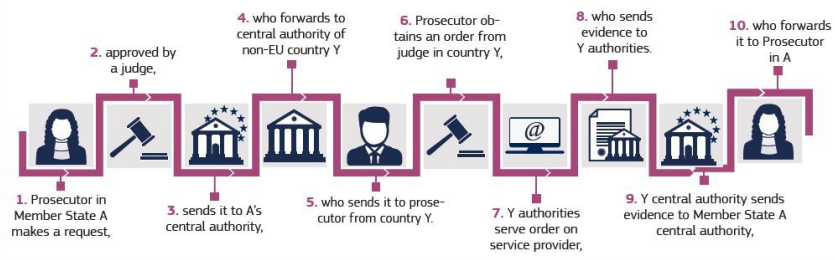 1. Prosecutor in
Member State A
makes a request,
2. approved by
a judge,
3. sends it to A's
central authority,
4. who forwards to
central authority of
non-EU country Y
5. who sends it to prose-
cutor from country Y.
6. Prosecutor ob-
tains an order from
judge in country Y,
@
7. Y authorities
serve order on
service provider,
8. who sends
evidence to
Y authorities.
9. Y central authority sends
evidence to Member State A
central authority,
10. who forwards
it to Prosecutor
in A